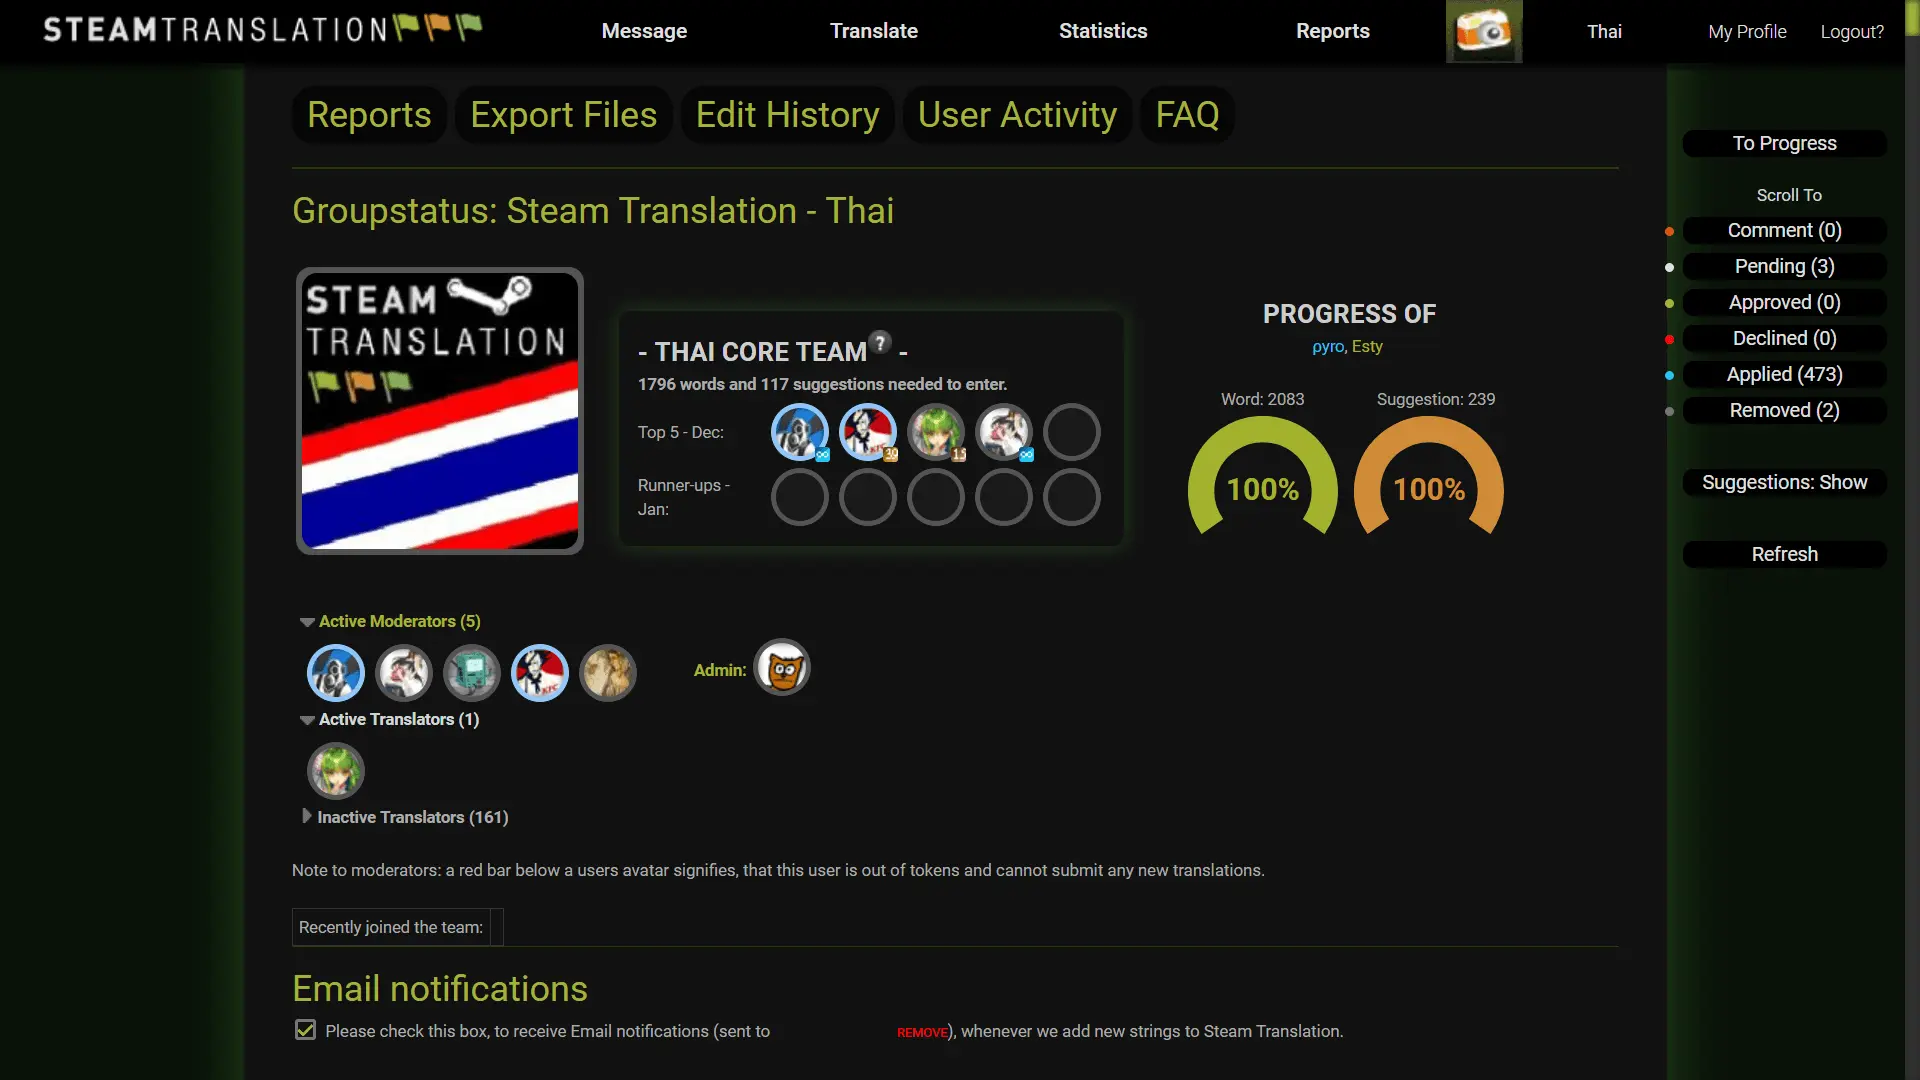 STEAMTRANSLATION
Message
Translate
Statistics
Reports
Thai
My Profile
Logout?
Reports
Export Files
Edit History
User Activity
FAQ
To Progress
Scroll To
Comment (0)
Pending (3)
Approved (0)
Declined (0)
Applied (473)
Removed (2)
Suggestions: Show
Refresh
Groupstatus: Steam Translation - Thai
STEAM
TRANSLATION
- THAI CORE TEAM? -
1796 words and 117 suggestions needed to enter.
Top 5 - Dec:
∞
KFC
39
15
∞
Runner-ups -
Jan:
PROGRESS OF
ρyro, Esty
Word: 2083
100%
Suggestion: 239
100%
Active Moderators (5)
KFC
Admin:
Active Translators (1)
Inactive Translators (161)
Note to moderators: a red bar below a users avatar signifies, that this user is out of tokens and cannot submit any new translations.
Recently joined the team:
Email notifications
Please check this box, to receive Email notifications (sent to REMOVE), whenever we add new strings to Steam Translation.